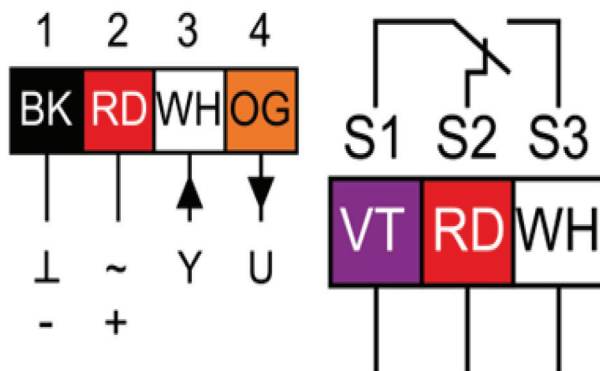 1 2 3 4
BK RD WH OG
⊥ ~ Y U
- +
S1 S2 S3
VT RD WH